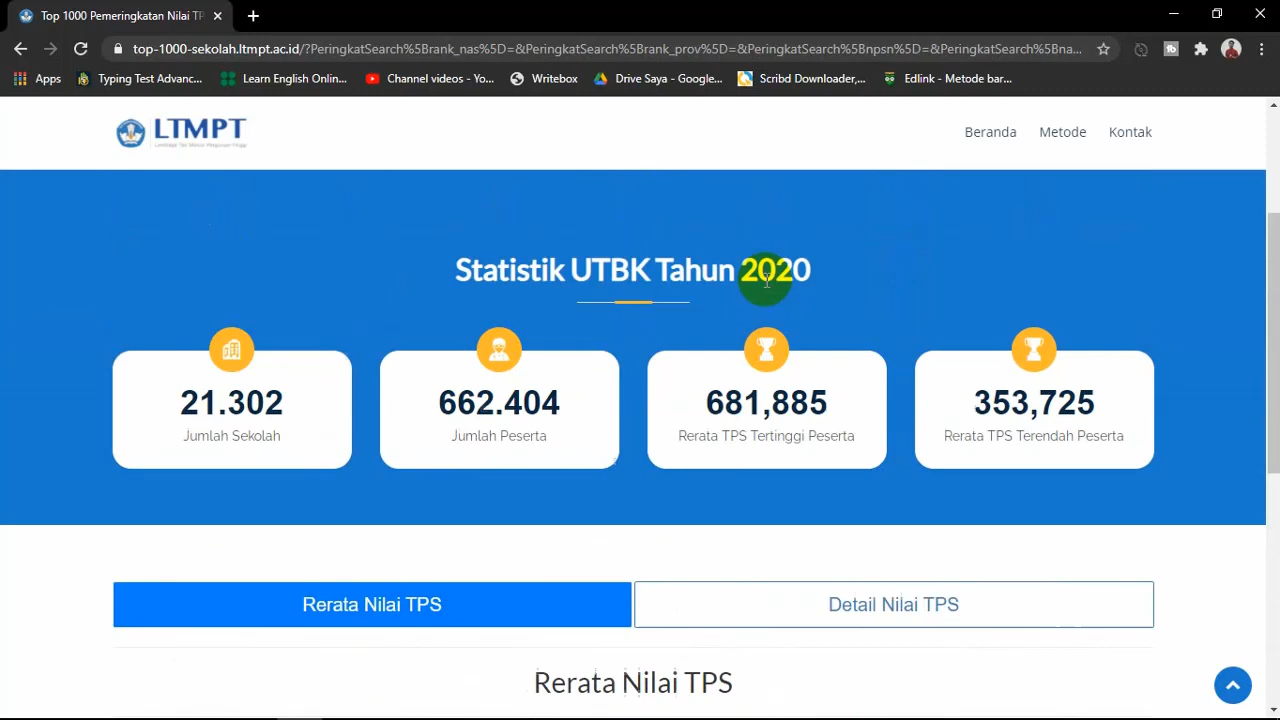 Top 1000 Pemeringkatan Nilai TP
top-1000-sekolah.ltmpt.ac.id/?PeringkatSearch%5Brank_nas%5D=&PeringkatSearch%5Brank_prov%5D=&PeringkatSearch%5Bnpsn%5D=&PeringkatSearch%5Bna...
Apps Typing Test Advanc... Learn English Onlin... Channel videos - Yo... Writebox Drive Saya - Google... Scribd Downloader,... Edlink - Metode bar...
LTMPT
Beranda Metode Kontak
Statistik UTBK Tahun 2020
21.302 662.404 681,885 353,725
Jumlah Sekolah Jumlah Peserta Rerata TPS Tertinggi Peserta Rerata TPS Terendah Peserta
Rerata Nilai TPS Detail Nilai TPS
Rerata Nilai TPS